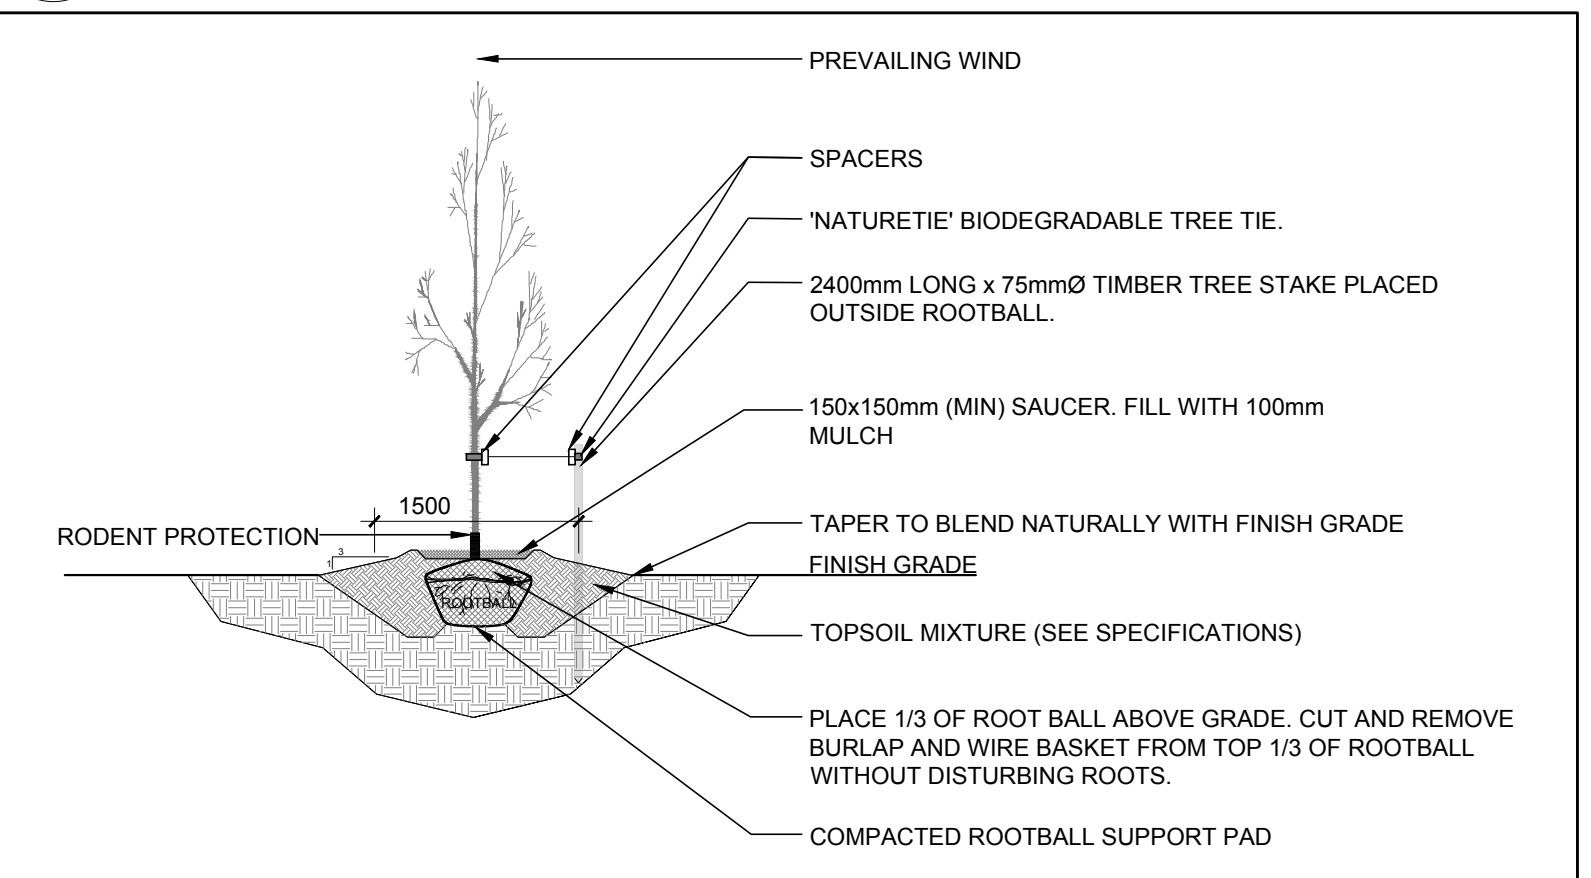 PREVAILING WIND
SPACERS
'NATURETIE' BIODEGRADABLE TREE TIE.
2400mm LONG x 75mmØ TIMBER TREE STAKE PLACED
OUTSIDE ROOTBALL.
150x150mm (MIN) SAUCER. FILL WITH 100mm
MULCH
1500
RODENT PROTECTION
3
1
TAPER TO BLEND NATURALLY WITH FINISH GRADE
FINISH GRADE
ROOTBALL
TOPSOIL MIXTURE (SEE SPECIFICATIONS)
PLACE 1/3 OF ROOT BALL ABOVE GRADE. CUT AND REMOVE
BURLAP AND WIRE BASKET FROM TOP 1/3 OF ROOTBALL
WITHOUT DISTURBING ROOTS.
COMPACTED ROOTBALL SUPPORT PAD